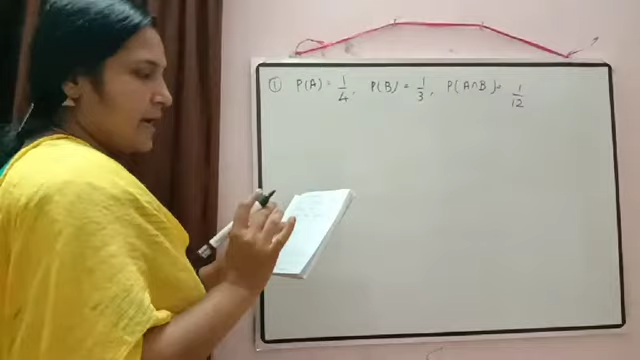 ① P(A) = 1/4, P(B) = 1/3, P(A∩B) = 1/12